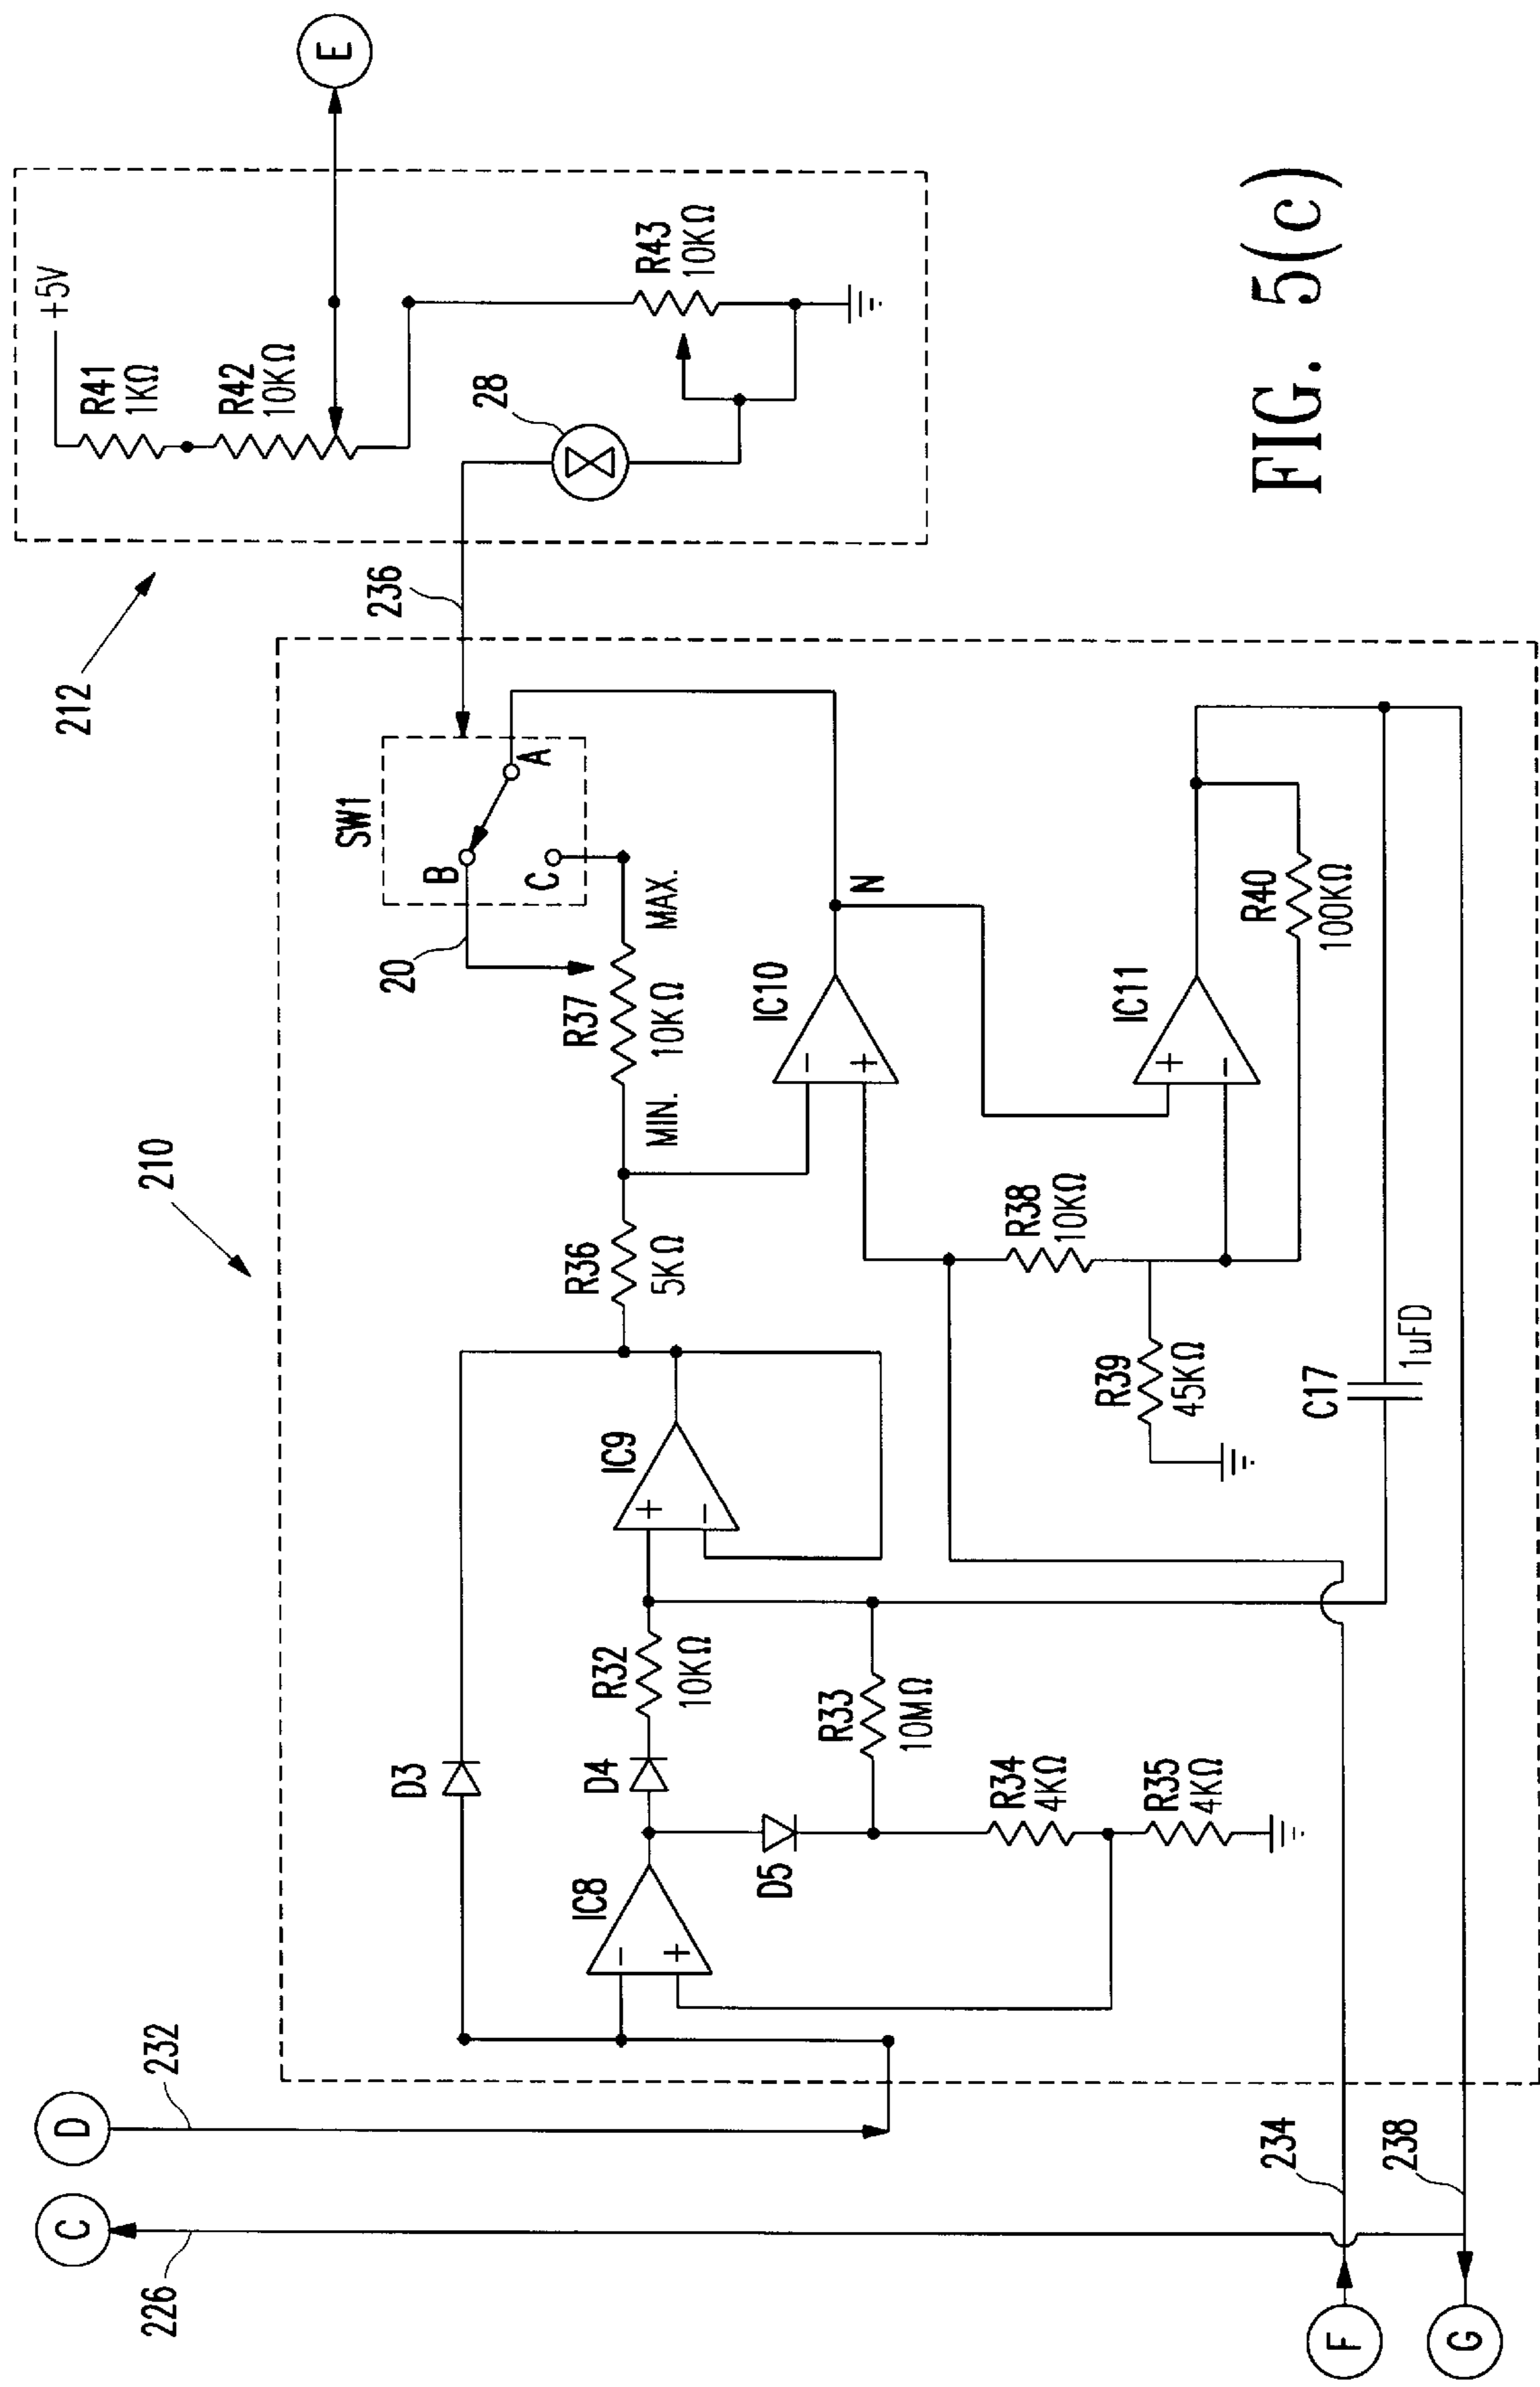 E
212
+5V
R41
1KΩ
R42
10KΩ
R43
10KΩ
28
236
210
SW1
A
B
C
20
MAX.
R37
10KΩ
MIN.
R36
5KΩ
IC10
-
+
N
IC11
+
-
R40
100KΩ
R38
10KΩ
R39
45KΩ
C17
1uFD
IC9
+
-
D3
D4
R32
10KΩ
R33
10MΩ
D5
R34
4KΩ
R35
4KΩ
IC8
-
+
D
232
C
226
F
234
G
238
FIG. 5(c)